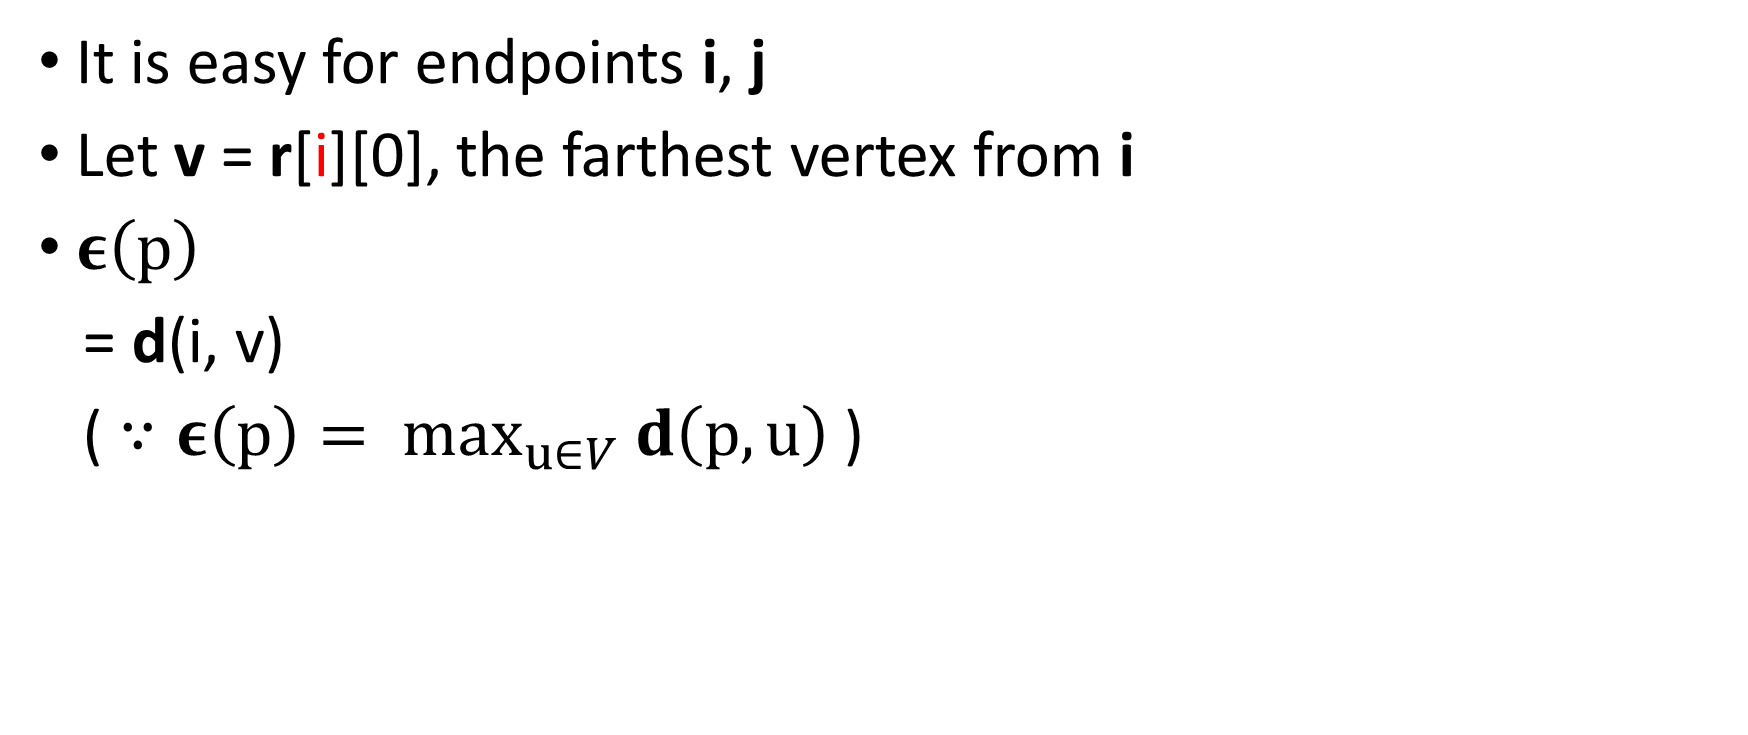 • It is easy for endpoints i, j
• Let v = r[i][0], the farthest vertex from i
• ϵ(p)
= d(i, v)
( ∵ ϵ(p) = max_{u∈V} d(p, u) )